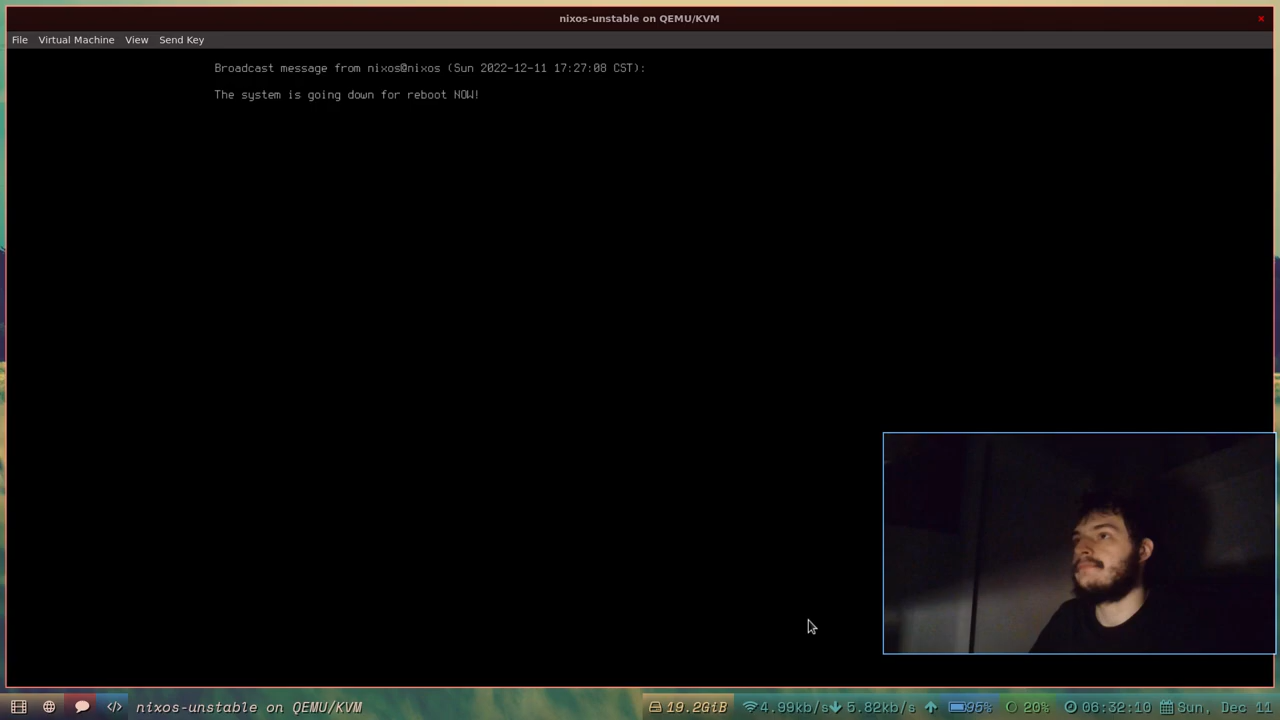 nixos-unstable on QEMU/KVM
File Virtual Machine View Send Key
Broadcast message from nixos@nixos (Sun 2022-12-11 17:27:08 CST):
The system is going down for reboot NOW!
nixos-unstable on QEMU/KVM 19.2GiB 4.99kb/s 5.82kb/s 95% 20% 06:32:10 Sun, Dec 11